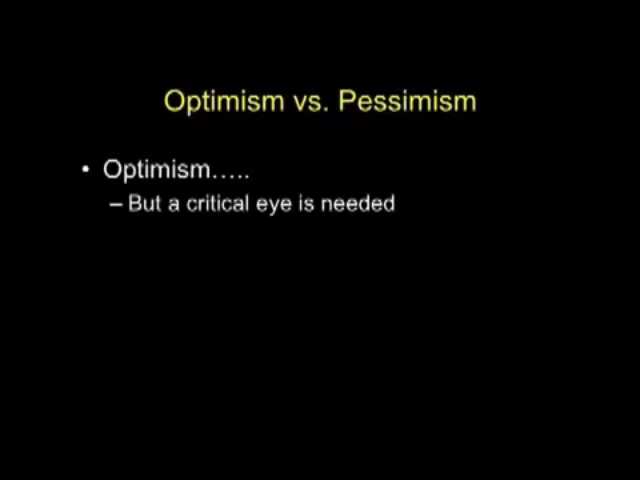 Optimism vs. Pessimism
• Optimism…..
– But a critical eye is needed